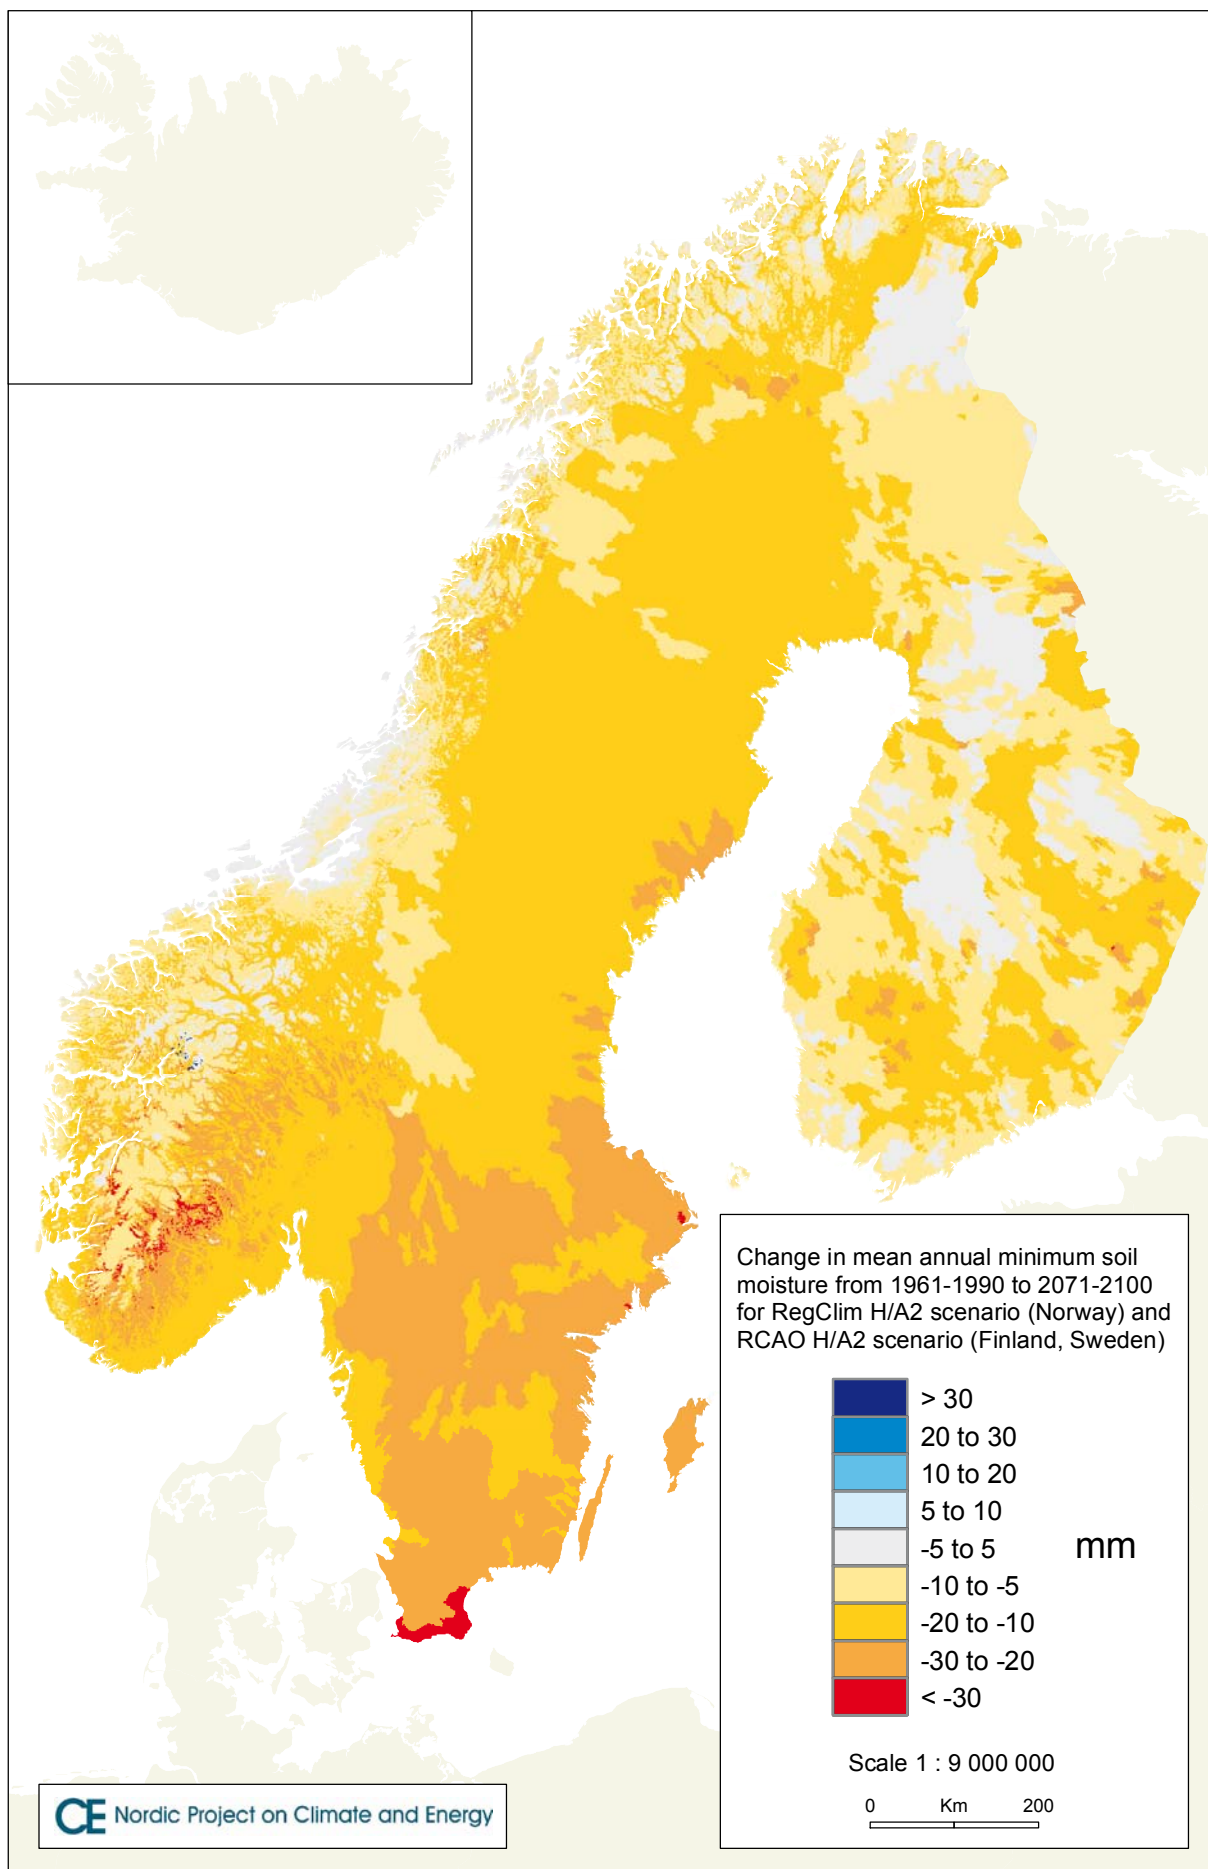 Change in mean annual minimum soil
moisture from 1961-1990 to 2071-2100
for RegClim H/A2 scenario (Norway) and
RCAO H/A2 scenario (Finland, Sweden)
> 30
20 to 30
10 to 20
5 to 10
-5 to 5
mm
-10 to -5
-20 to -10
-30 to -20
< -30
Scale 1 : 9 000 000
0 Km 200
CE Nordic Project on Climate and Energy